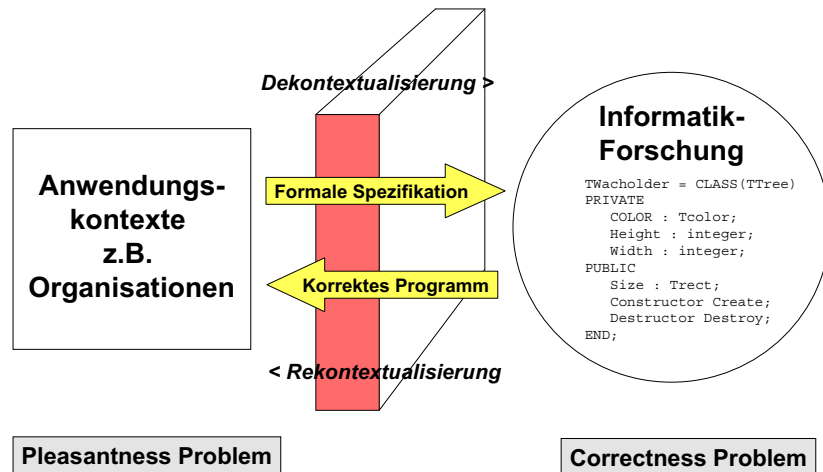 Dekontextualisierung >
Anwendungs-
kontexte
z.B.
Organisationen
Formale Spezifikation
Korrektes Programm
< Rekontextualisierung
Informatik-
Forschung
TWacholder = CLASS(TTree)
PRIVATE
COLOR : Tcolor;
Height : integer;
Width : integer;
PUBLIC
Size : Trect;
Constructor Create;
Destructor Destroy;
END;
Pleasantness Problem
Correctness Problem